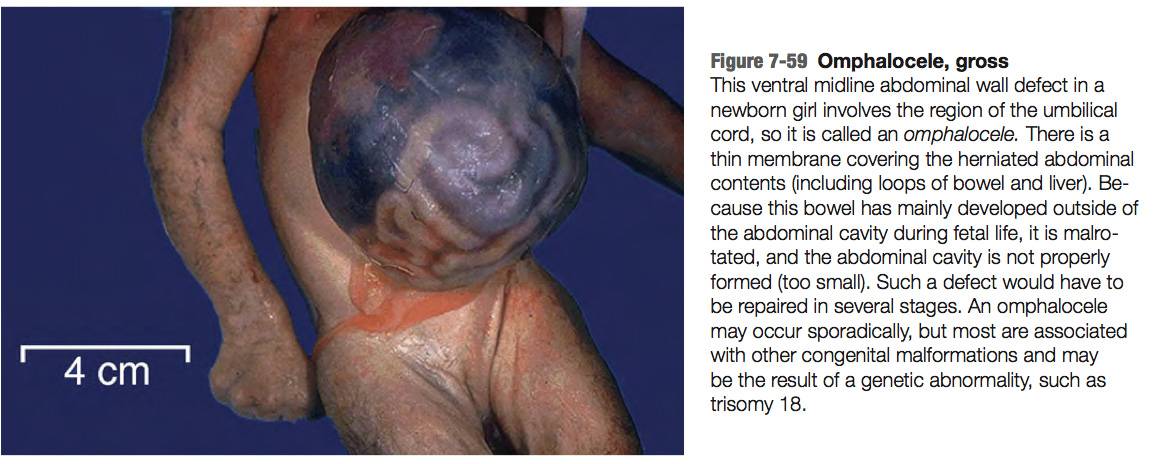 4 cm
Figure 7-59 Omphalocele, gross
This ventral midline abdominal wall defect in a
newborn girl involves the region of the umbilical
cord, so it is called an omphalocele. There is a
thin membrane covering the herniated abdominal
contents (including loops of bowel and liver). Be-
cause this bowel has mainly developed outside of
the abdominal cavity during fetal life, it is malro-
tated, and the abdominal cavity is not properly
formed (too small). Such a defect would have to
be repaired in several stages. An omphalocele
may occur sporadically, but most are associated
with other congenital malformations and may
be the result of a genetic abnormality, such as
trisomy 18.